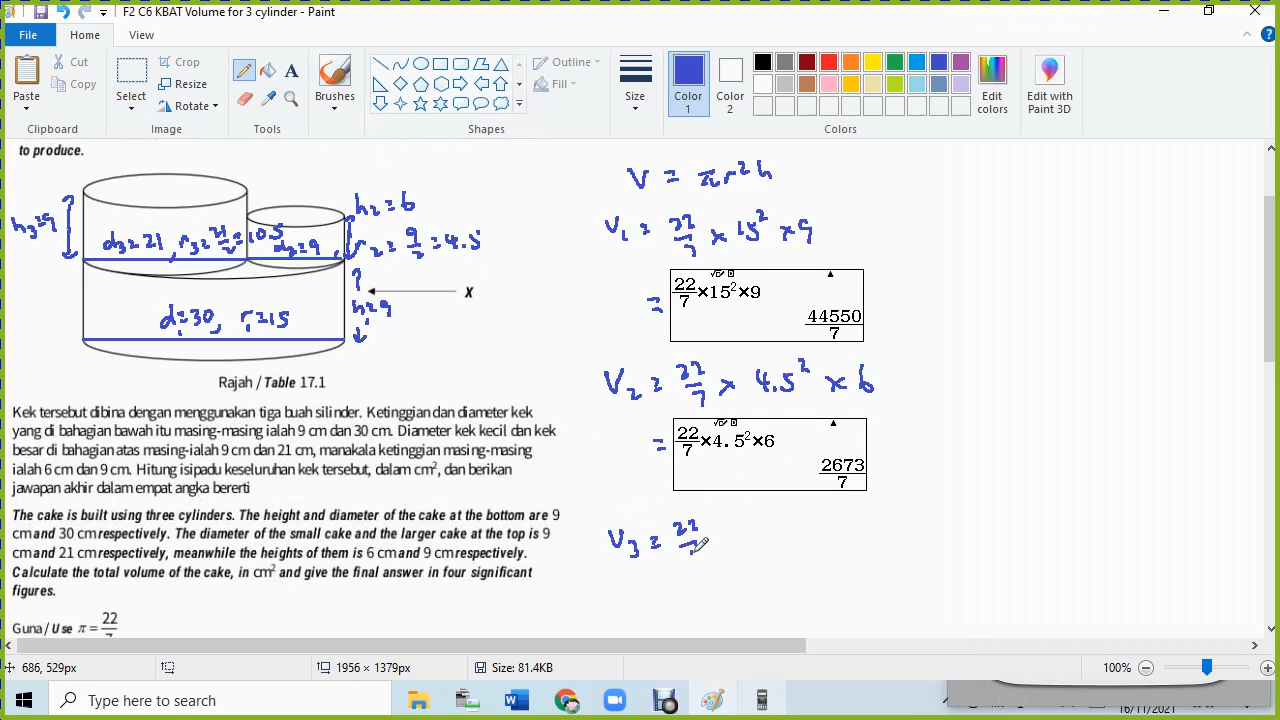 F2 C6 KBAT Volume for 3 cylinder - Paint
File Home View
Paste Cut Copy Clipboard
Select Crop Resize Rotate Image
Tools
Brushes
Outline Fill Shapes
Size
Color 1
Color 2
Edit colors
Edit with Paint 3D
Colors
to produce.
h₃=9
h₂=6
d₃=21, r₃=21/2=10.5
d₂=9, r₂=9/2=4.5
h₁=9
X
d₁=30, r₁=15
Rajah / Table 17.1
Kek tersebut dibina dengan menggunakan tiga buah silinder. Ketinggian dan diameter kek
yang di bahagian bawah itu masing-masing ialah 9 cm dan 30 cm. Diameter kek kecil dan kek
besar di bahagian atas masing-ialah 9 cm dan 21 cm, manakala ketinggian masing-masing
ialah 6 cm dan 9 cm. Hitung isipadu keseluruhan kek tersebut, dalam cm², dan berikan
jawapan akhir dalam empat angka bererti
The cake is built using three cylinders. The height and diameter of the cake at the bottom are 9
cm and 30 cm respectively. The diameter of the small cake and the larger cake at the top is 9
cm and 21 cm respectively, meanwhile the heights of them is 6 cm and 9 cm respectively.
Calculate the total volume of the cake, in cm² and give the final answer in four significant
figures.
Guna / Use π = 22/7
V = πr²h
V₁ = 22/7 × 15² × 9
= 22/7×15²×9
44550/7
V₂ = 22/7 × 4.5² × 6
= 22/7×4.5²×6
2673/7
V₃ = 22/7
686, 529px
1956 × 1379px
Size: 81.4KB
100%
Type here to search
16/11/2021